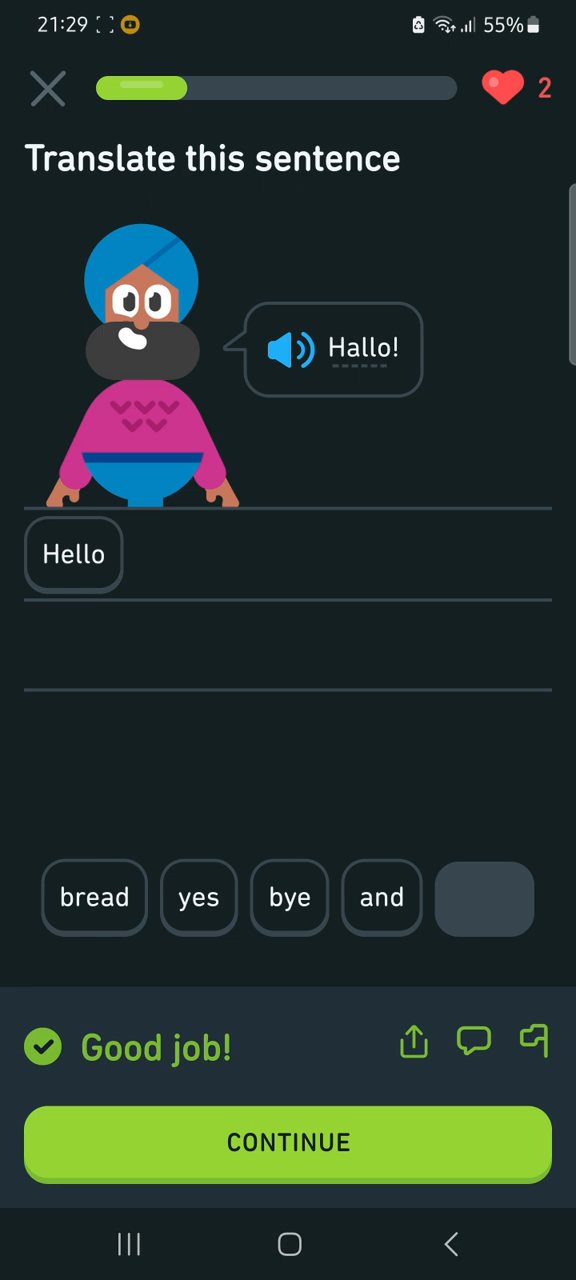 21:29 55%
2
Translate this sentence
Hallo!
Hello
bread yes bye and
Good job!
CONTINUE